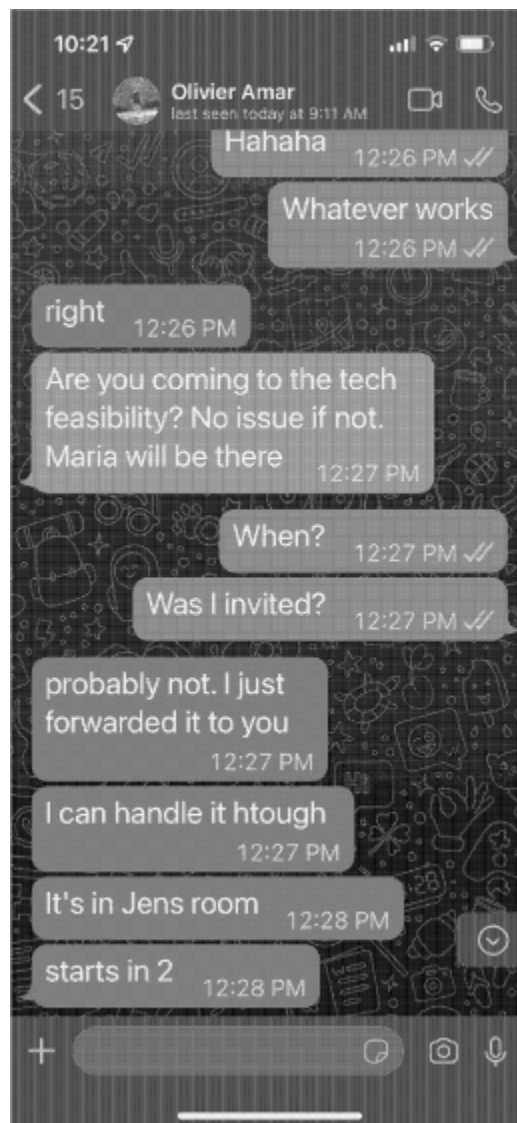 10:21
15
Olivier Amar
last seen today at 9:11 AM
Hahaha
12:26 PM
Whatever works
12:26 PM
right
12:26 PM
Are you coming to the tech
feasibility? No issue if not.
Maria will be there
12:27 PM
When?
12:27 PM
Was I invited?
12:27 PM
probably not. I just
forwarded it to you
12:27 PM
I can handle it htough
12:27 PM
It's in Jens room
12:28 PM
starts in 2
12:28 PM